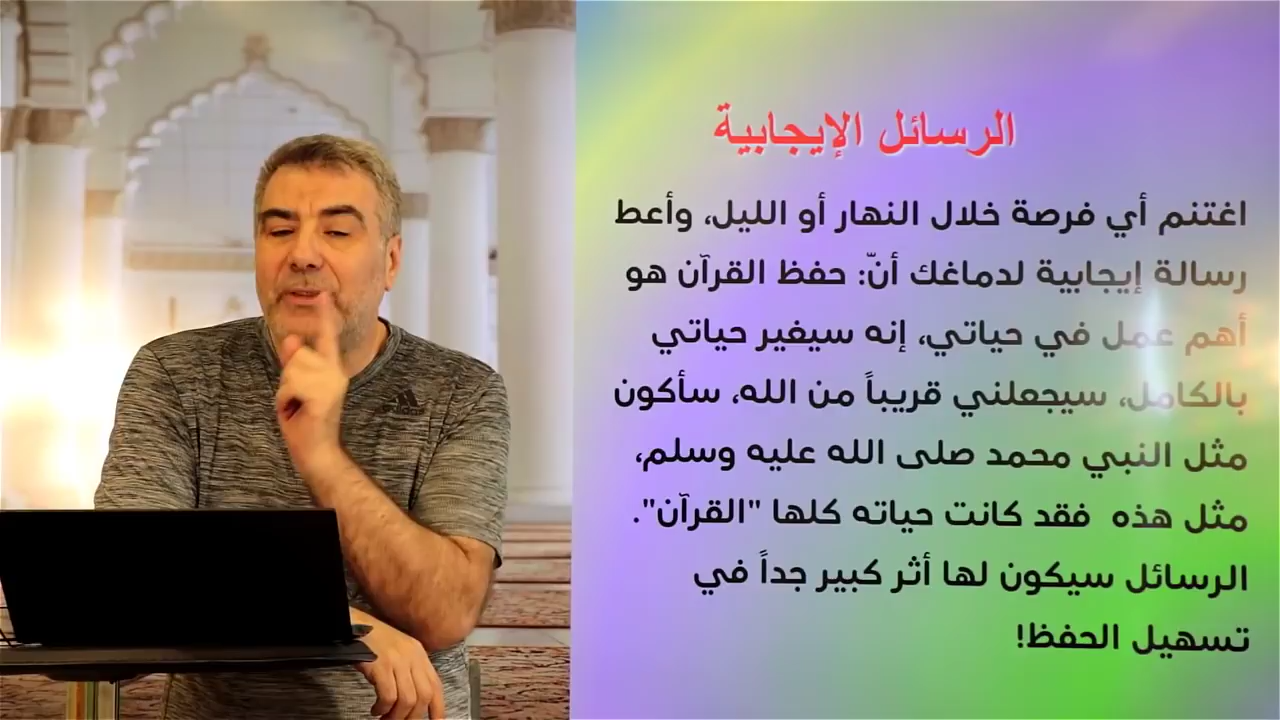 الرسائل الإيجابية
اغتنم أي فرصة خلال النهار أو الليل، وأعط
رسالة إيجابية لدماغك أنّ: حفظ القرآن هو
أهم عمل في حياتي، إنه سيغير حياتي
بالكامل، سيجعلني قريباً من الله، سأكون
مثل النبي محمد صلى الله عليه وسلم،
مثل هذه  فقد كانت حياته كلها "القرآن".
الرسائل سيكون لها أثر كبير جداً في
تسهيل الحفظ!
adidas